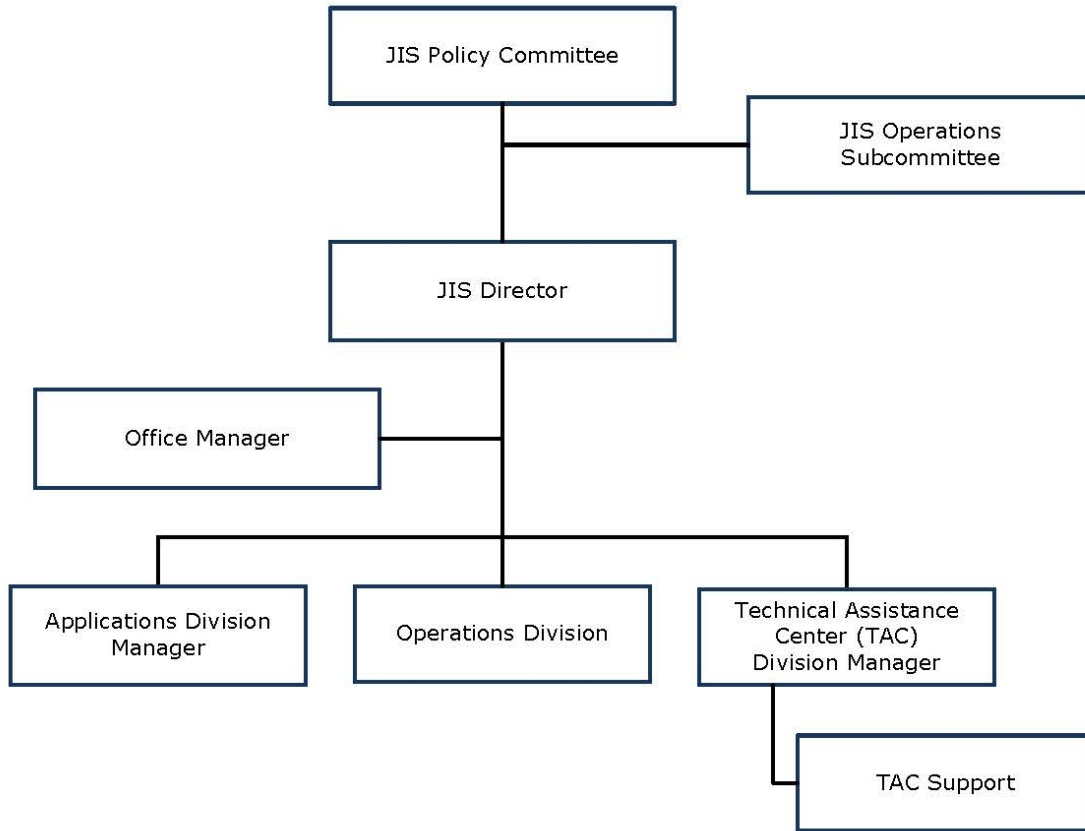 JIS Policy Committee
JIS Operations
Subcommittee
JIS Director
Office Manager
Applications Division
Manager
Operations Division
Technical Assistance
Center (TAC)
Division Manager
TAC Support